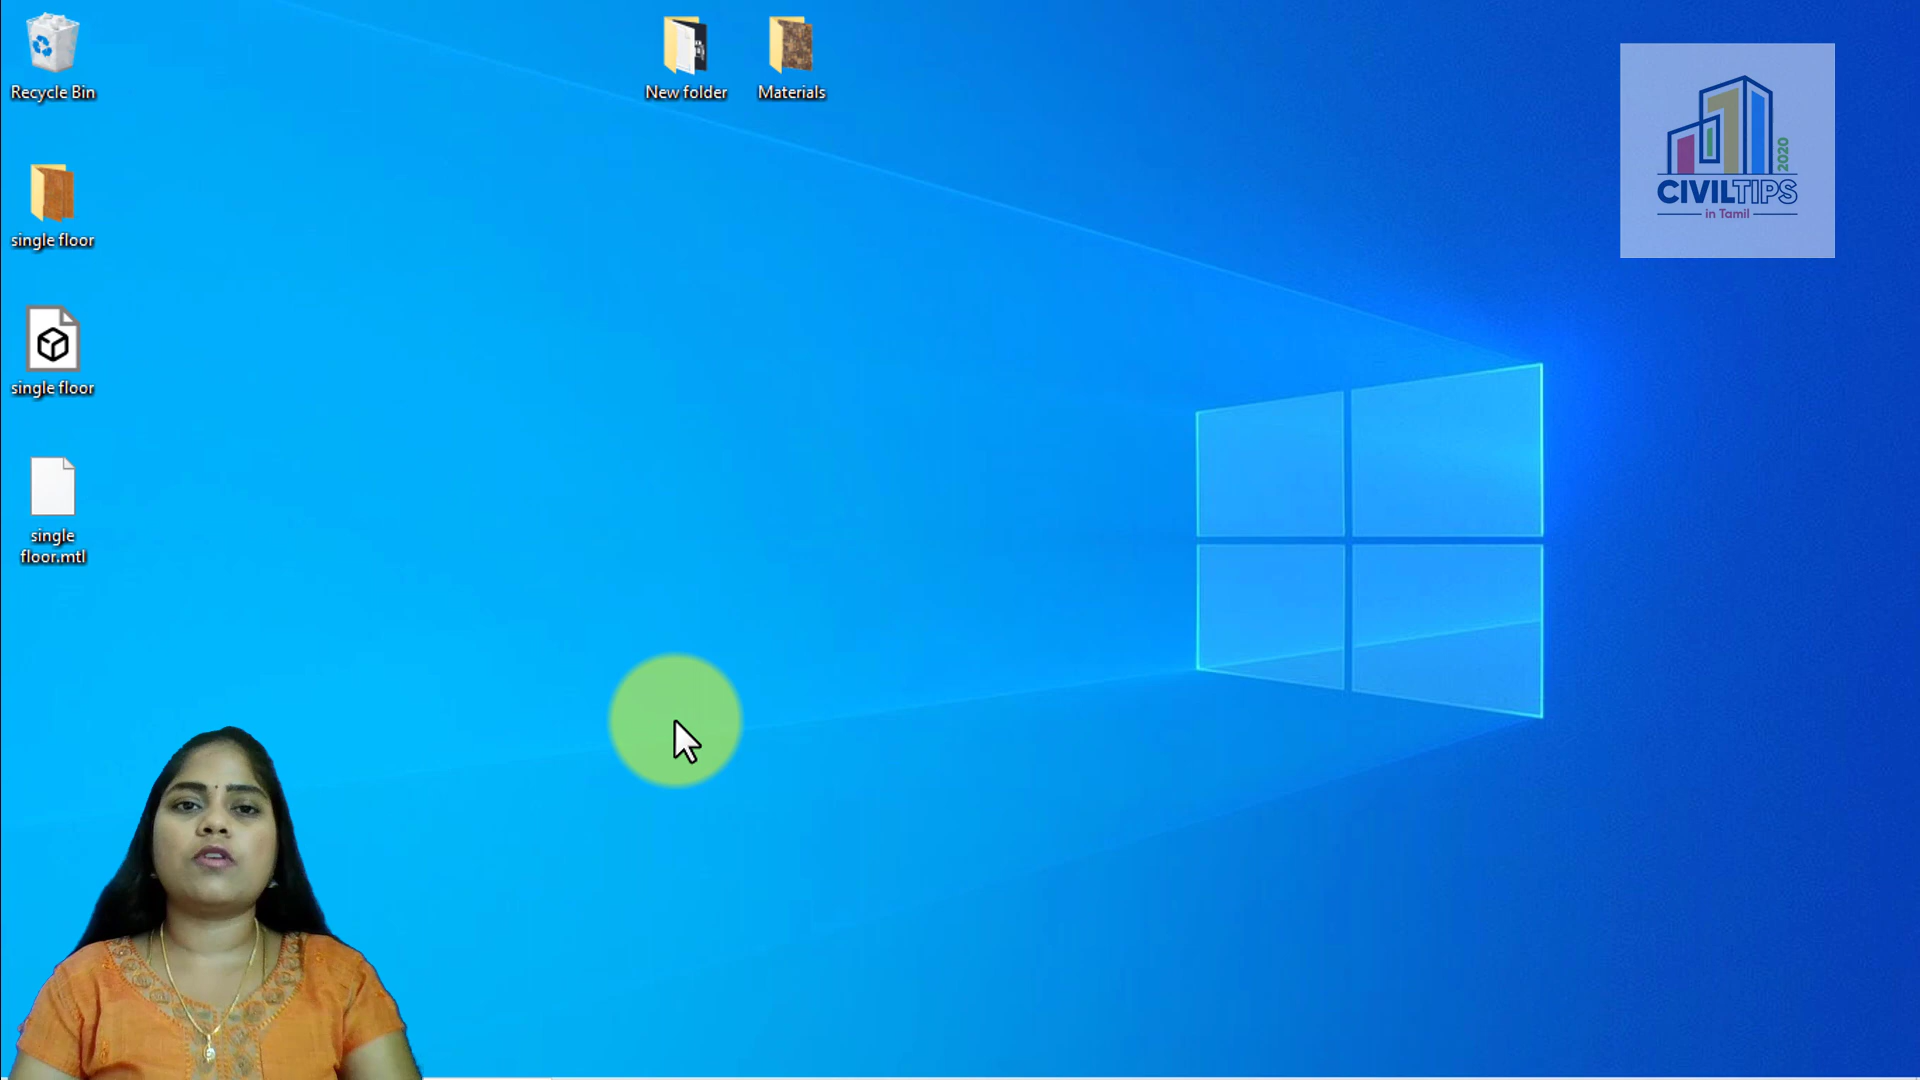 Recycle Bin
New folder
Materials
single floor
single floor
single
floor.mtl
2020
CIVILTIPS
in Tamil